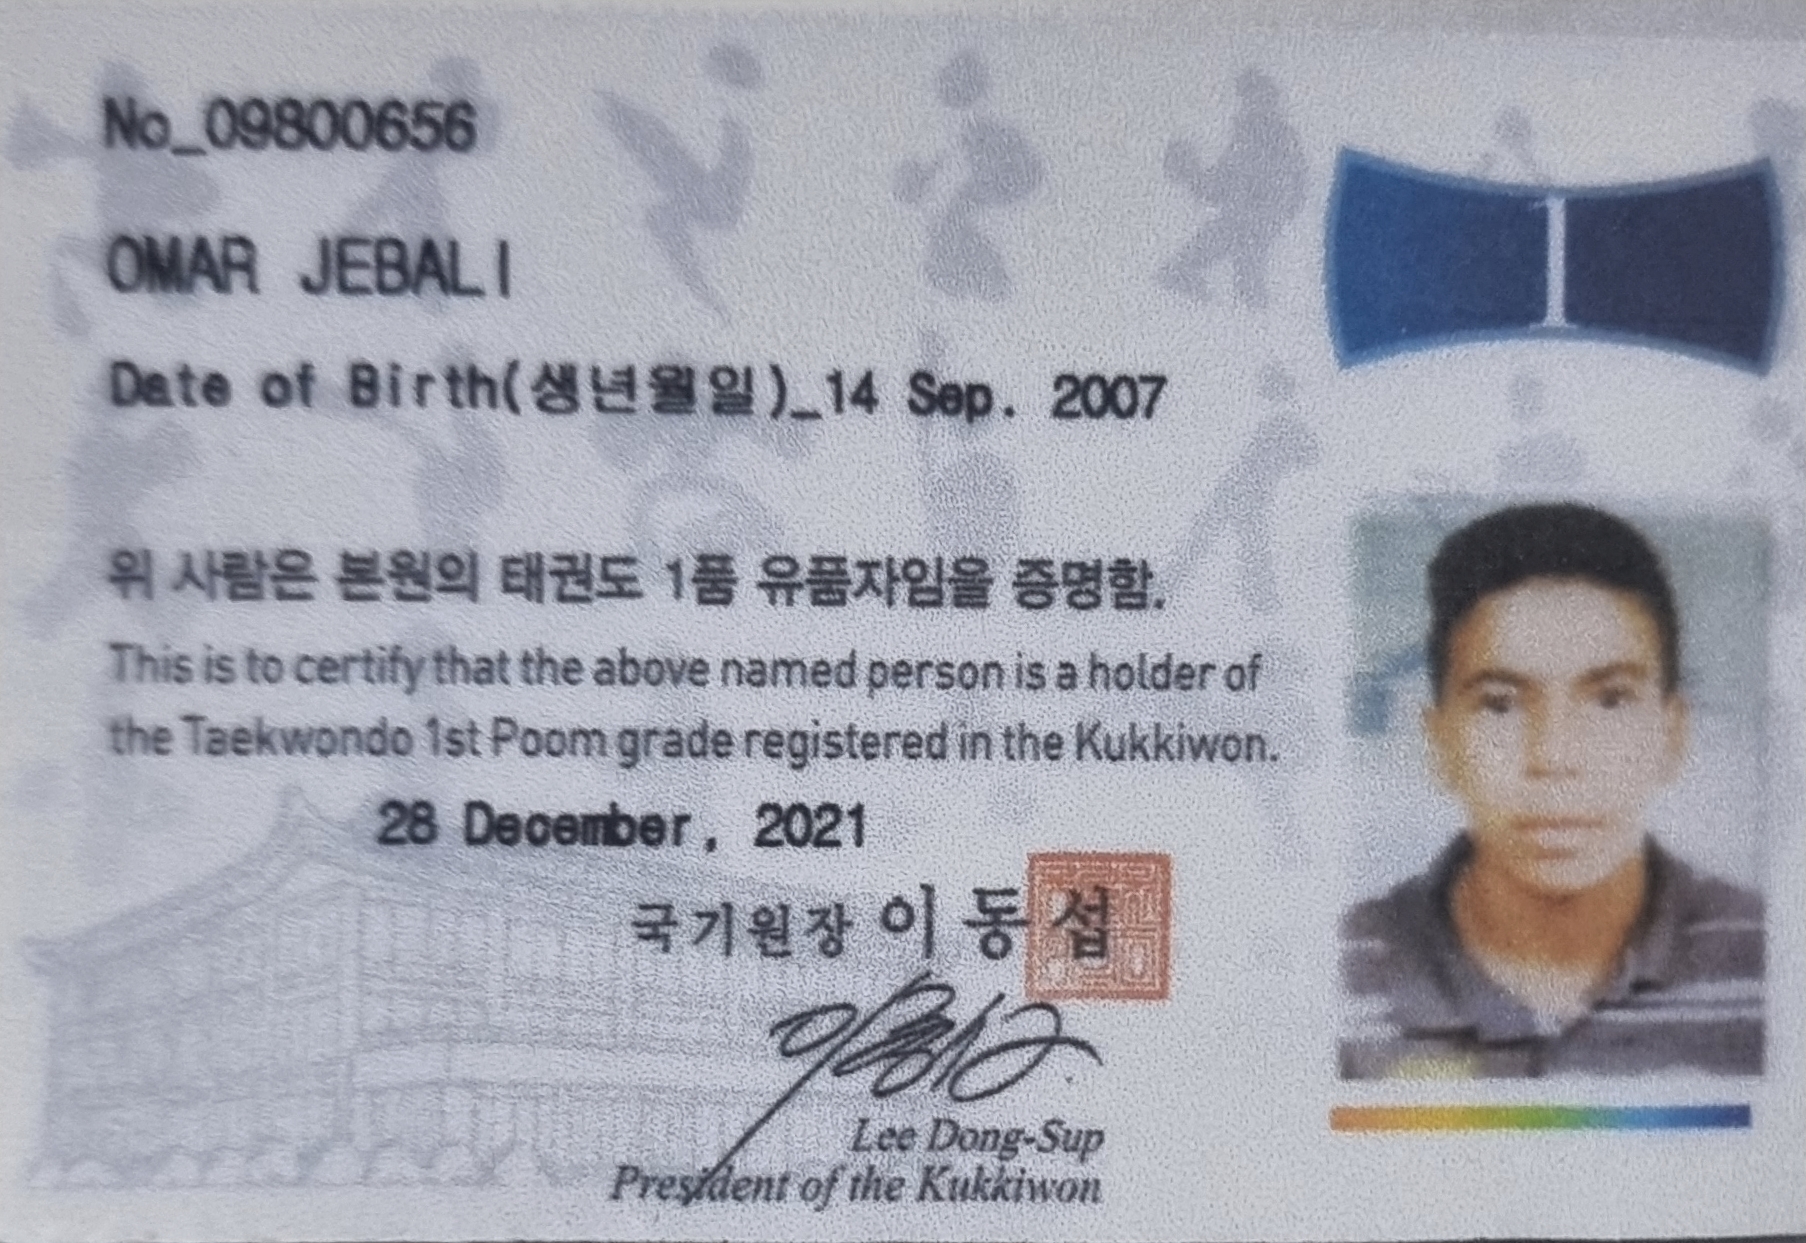 No_09800656
I
OMAR JEBALI
Date of Birth(생년월일)_14 Sep. 2007
위 사람은 본원의 태권도 1품 유품자임을 증명함.
This is to certify that the above named person is a holder of
the Taekwondo 1st Poom grade registered in the Kukkiwon.
28 December, 2021
국기원장 이 동 섭
Lee Dong-Sup
President of the Kukkiwon